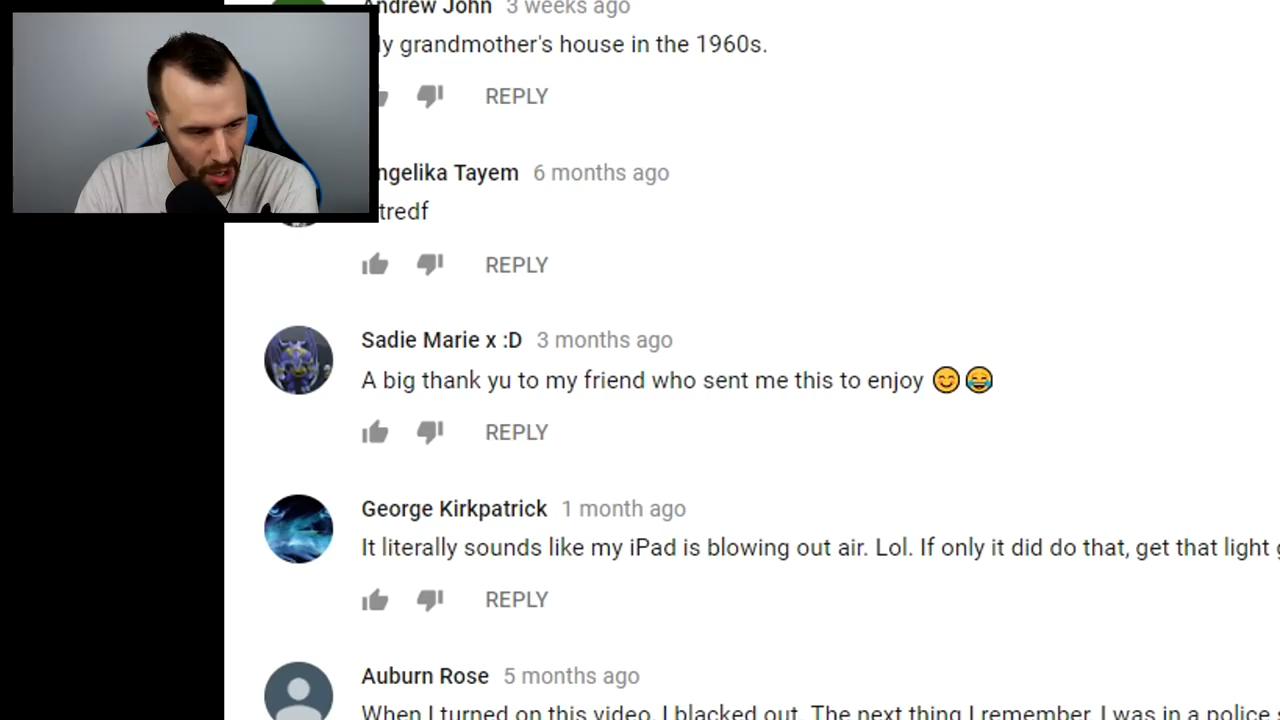 Andrew John 3 weeks ago
grandmother's house in the 1960s.
REPLY
Angelika Tayem 6 months ago
REPLY
Sadie Marie x :D 3 months ago
A big thank yu to my friend who sent me this to enjoy 😊😂
REPLY
George Kirkpatrick 1 month ago
It literally sounds like my iPad is blowing out air. Lol. If only it did do that, get that light
REPLY
Auburn Rose 5 months ago
When I turned on this video, I blacked out. The next thing I remember, I was in a police